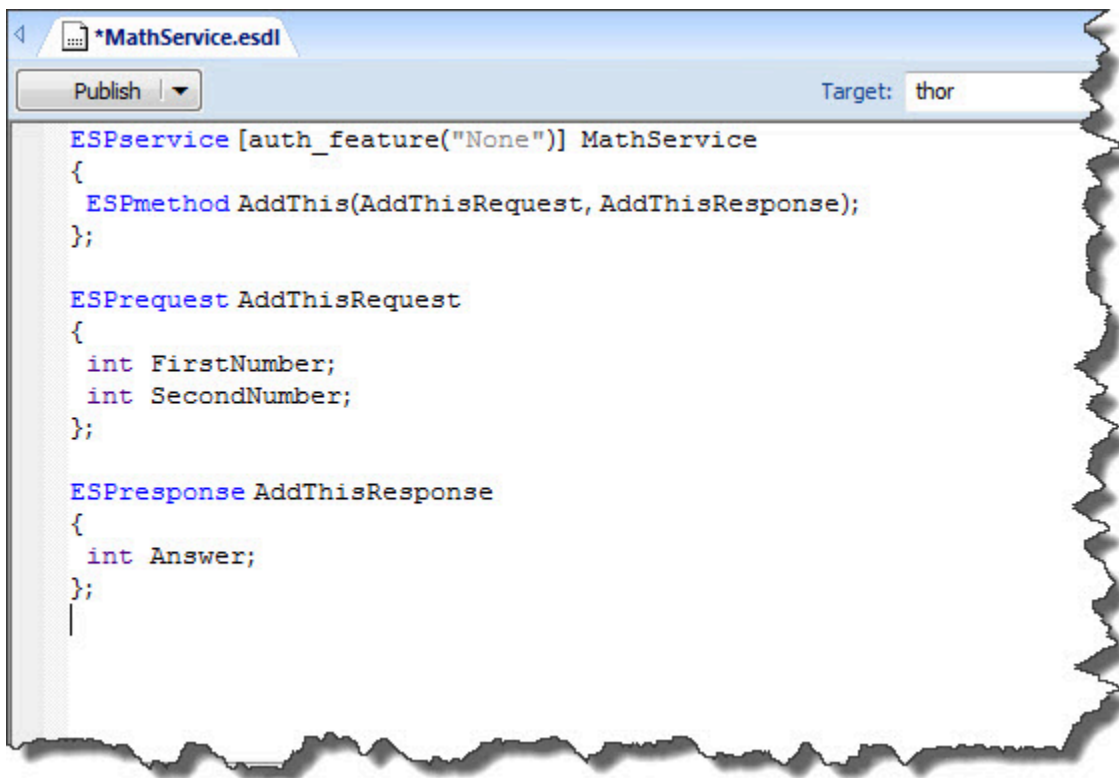 *MathService.esdl
Publish Target: thor
ESPservice [auth_feature("None")] MathService
{
 ESPmethod AddThis(AddThisRequest, AddThisResponse);
};

ESPrequest AddThisRequest
{
 int FirstNumber;
 int SecondNumber;
};

ESPresponse AddThisResponse
{
 int Answer;
};